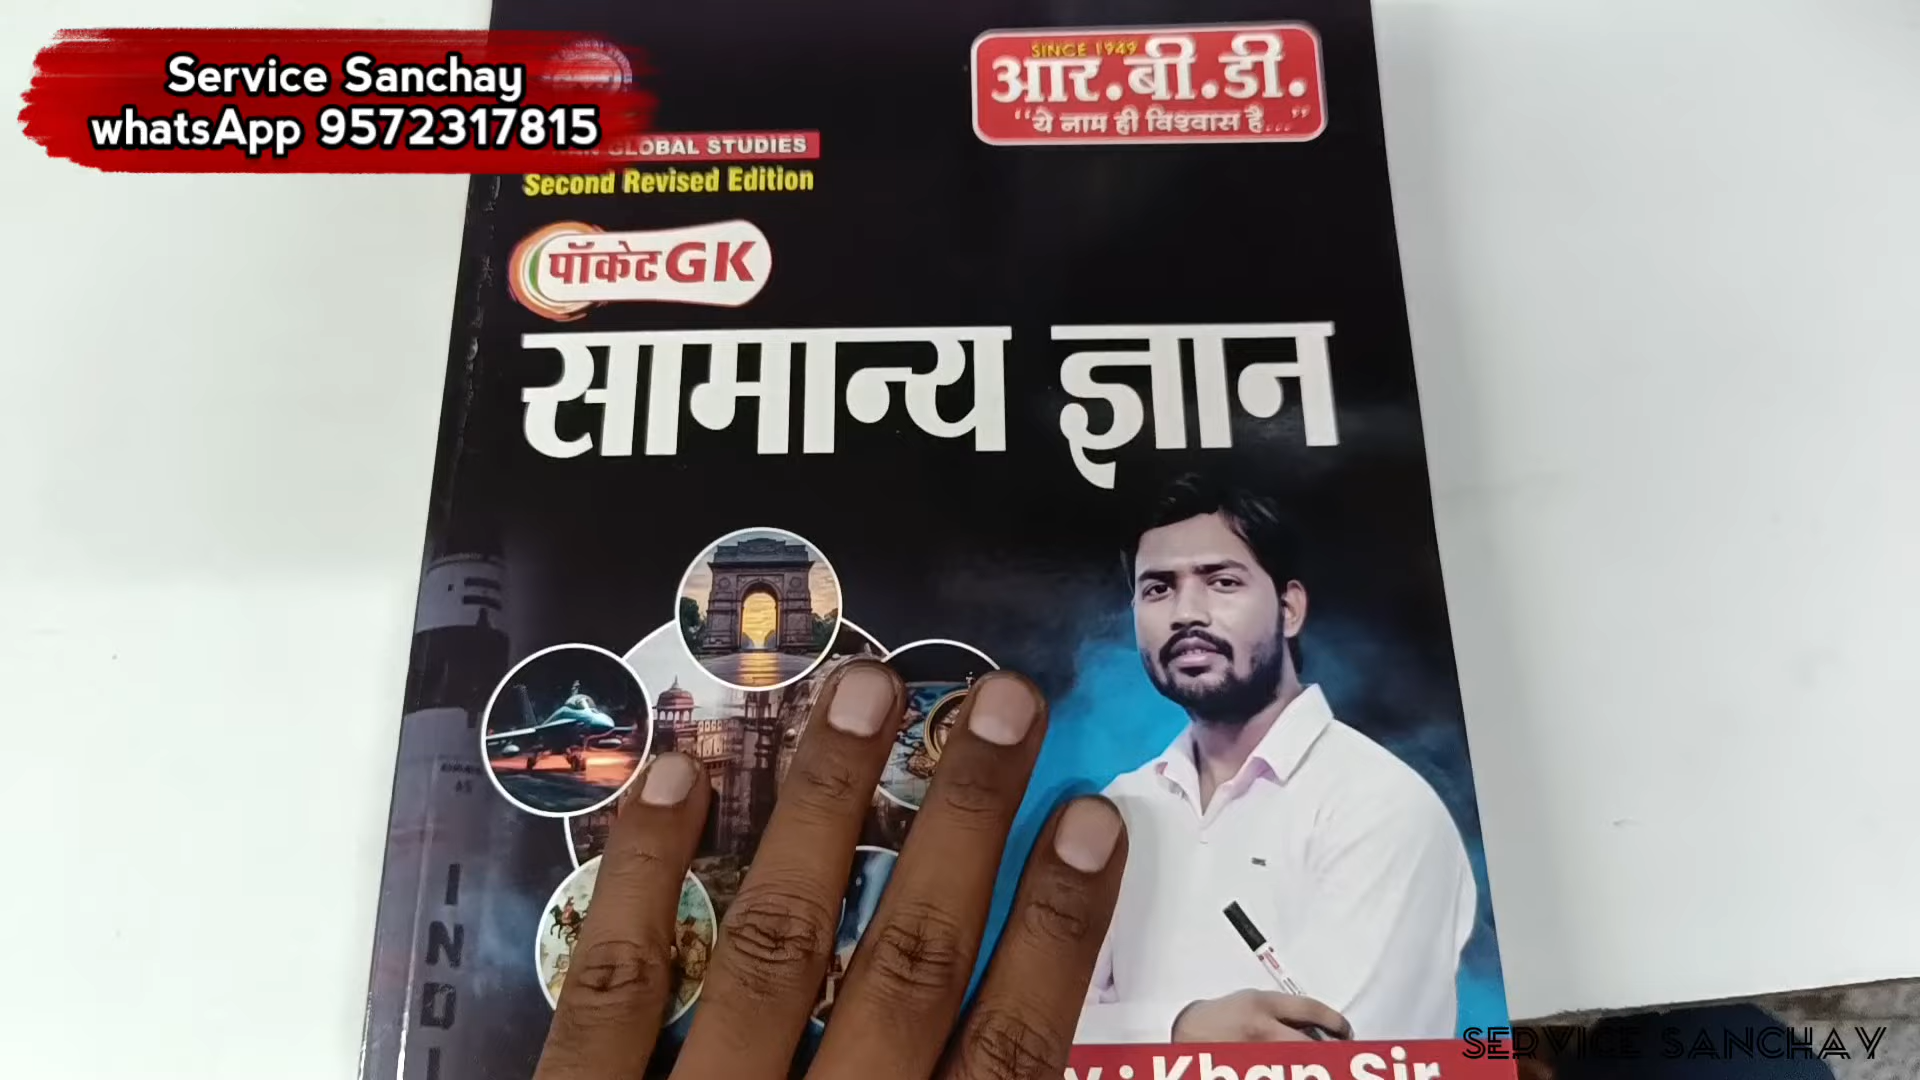 Service Sanchay
whatsApp 9572317815
SINCE 1949
आर.बी.डी.
“ये नाम ही विश्वास है...”
GLOBAL STUDIES
Second Revised Edition
पॉकेट GK
सामान्य ज्ञान
I
N
D
I
: Khan Sir
SERVICE SANCHAY